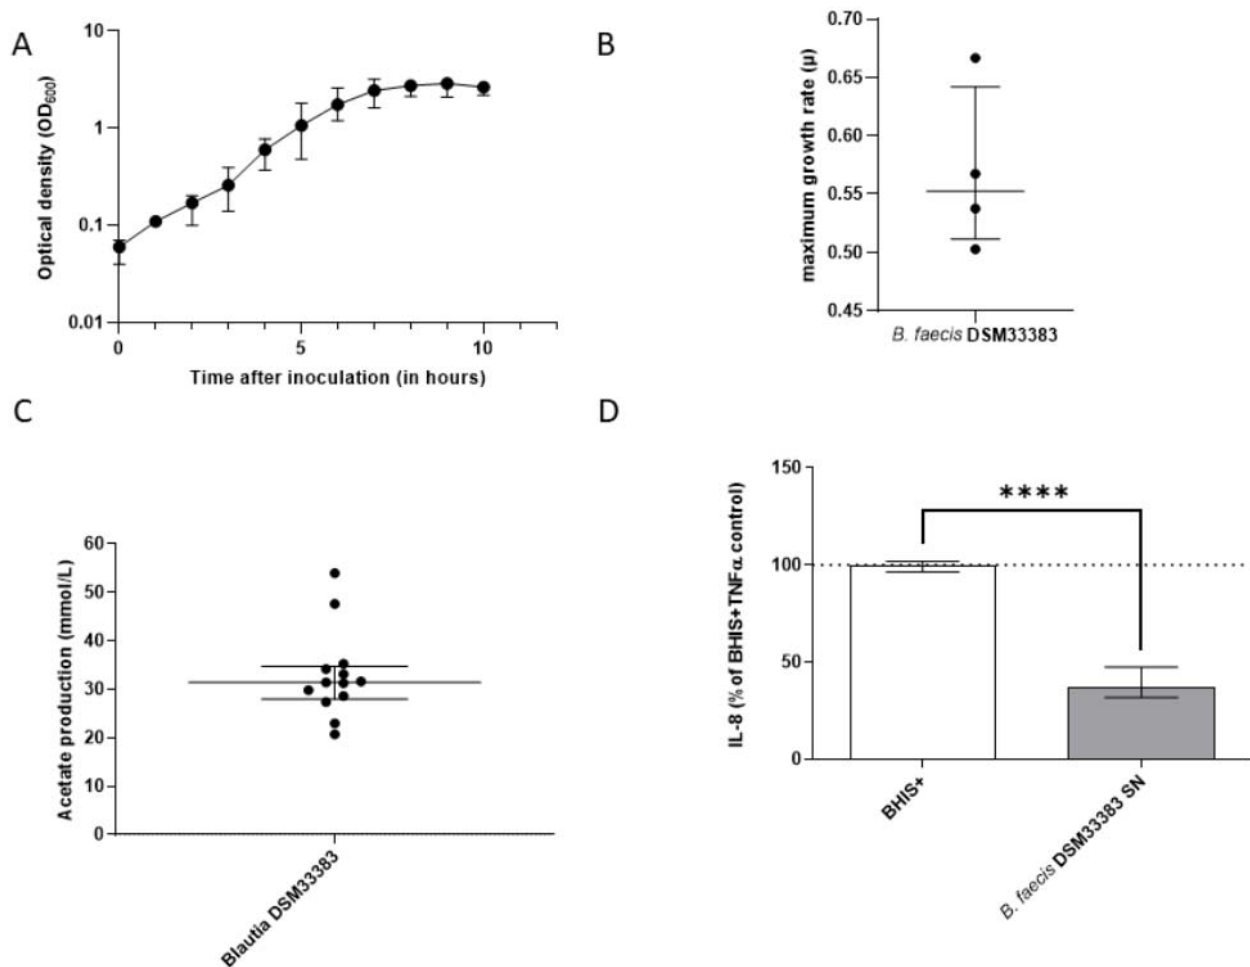 A
10
1
0.1
0.01
Optical density (OD600)
0
5
10
Time after inoculation (in hours)
B
0.70
0.65
0.60
0.55
0.50
0.45
maximum growth rate (µ)
B. faecis DSM33383
C
60
50
40
30
20
10
0
Acetate production (mmol/L)
Blautia DSM33383
D
150
100
50
0
IL-8 (% of BHIS+TNFα control)
****
BHIS+
B. faecis DSM33383 SN